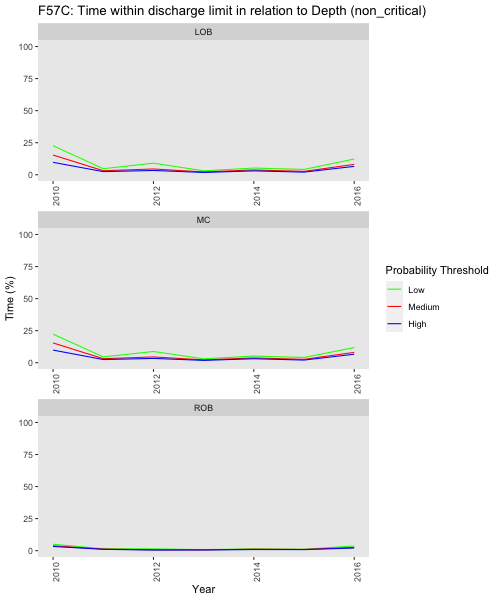 F57C: Time within discharge limit in relation to Depth (non_critical)
LOB
100
75
50
25
0
2010
2012
2014
2016
MC
100
75
50
25
0
2010
2012
2014
2016
ROB
100
75
50
25
0
2010
2012
2014
2016
Time (%)
Year
Probability Threshold
Low
Medium
High